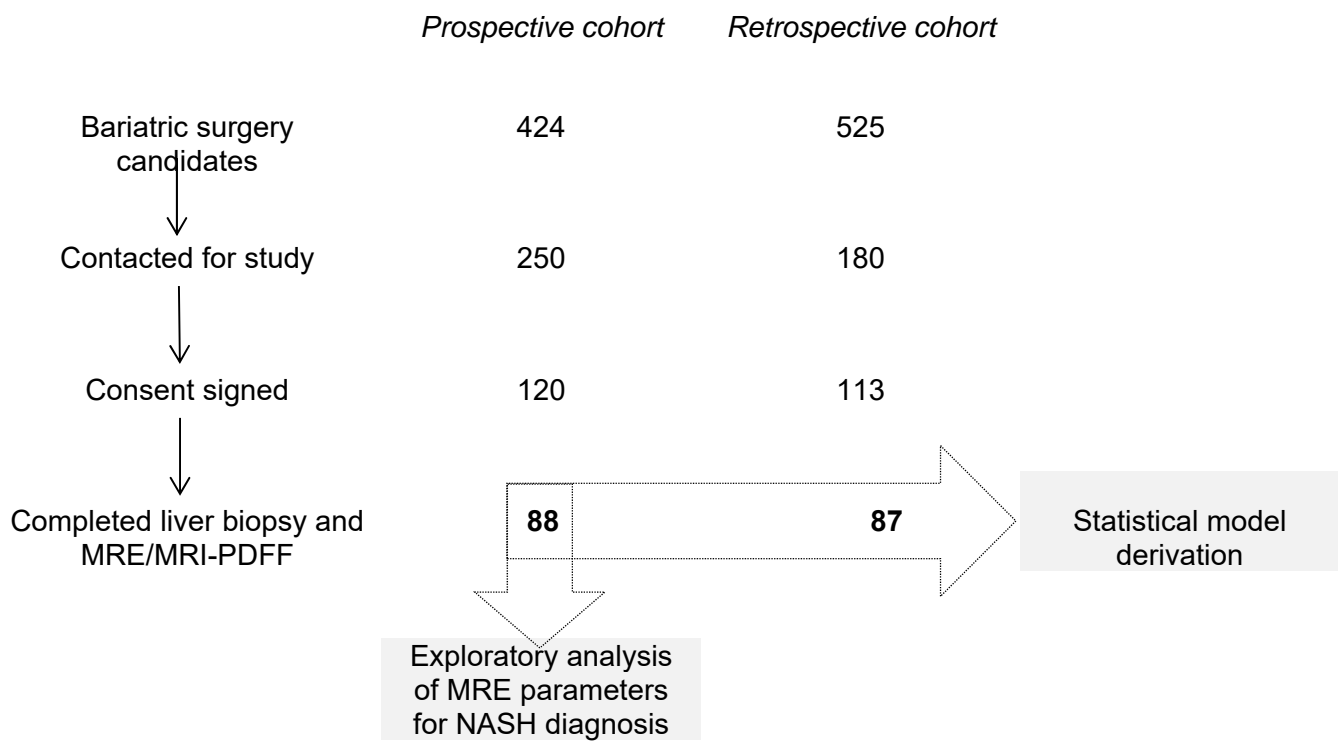 Prospective cohort Retrospective cohort
Bariatric surgery 424 525
candidates
Contacted for study 250 180
Consent signed 120 113
Completed liver biopsy and 88 87 Statistical model
MRE/MRI-PDFF derivation
Exploratory analysis
of MRE parameters
for NASH diagnosis